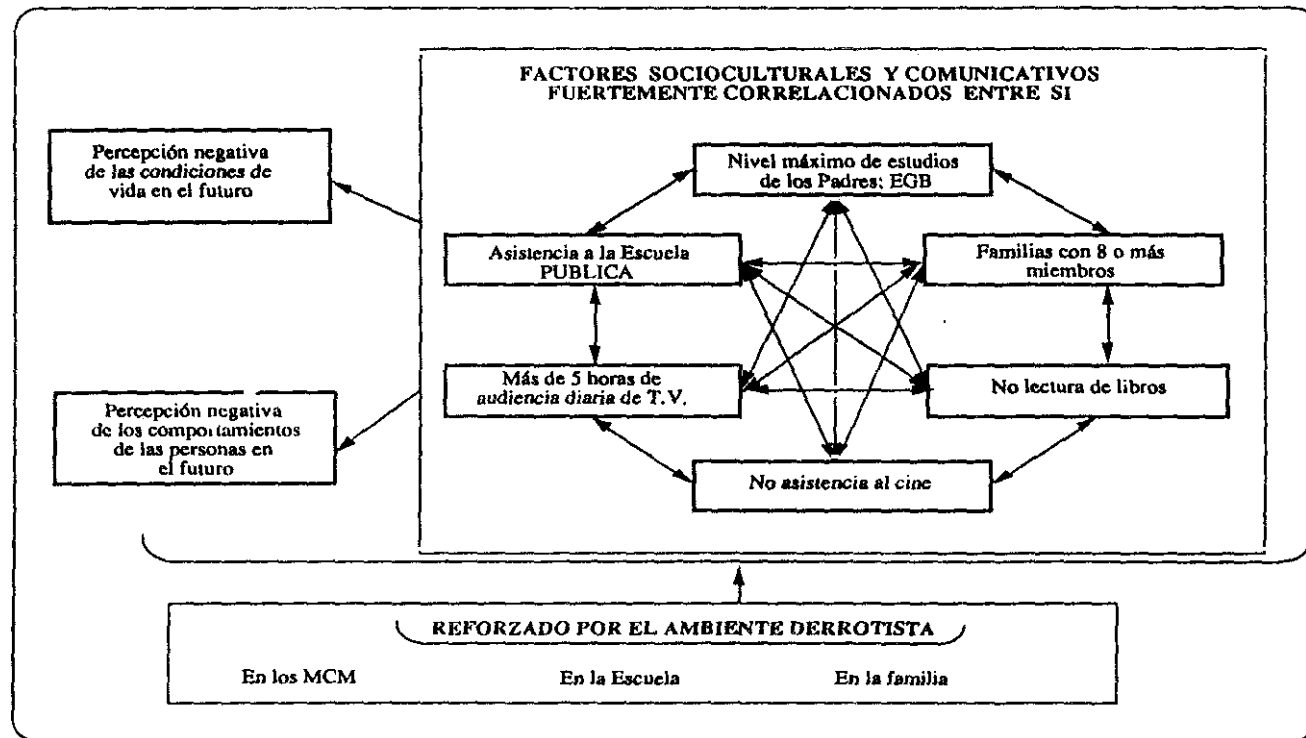 FACTORES SOCIOCULTURALES Y COMUNICATIVOS
FUERTEMENTE CORRELACIONADOS ENTRE SI
Percepción negativa
de las condiciones de
vida en el futuro
Nivel máximo de estudios
de los Padres: EGB
Asistencia a la Escuela
PUBLICA
Familias con 8 o más
miembros
Más de 5 horas de
audiencia diaria de T.V.
No lectura de libros
Percepción negativa
de los comportamientos
de las personas en
el futuro
No asistencia al cine
REFORZADO POR EL AMBIENTE DERROTISTA
En los MCM
En la Escuela
En la familia